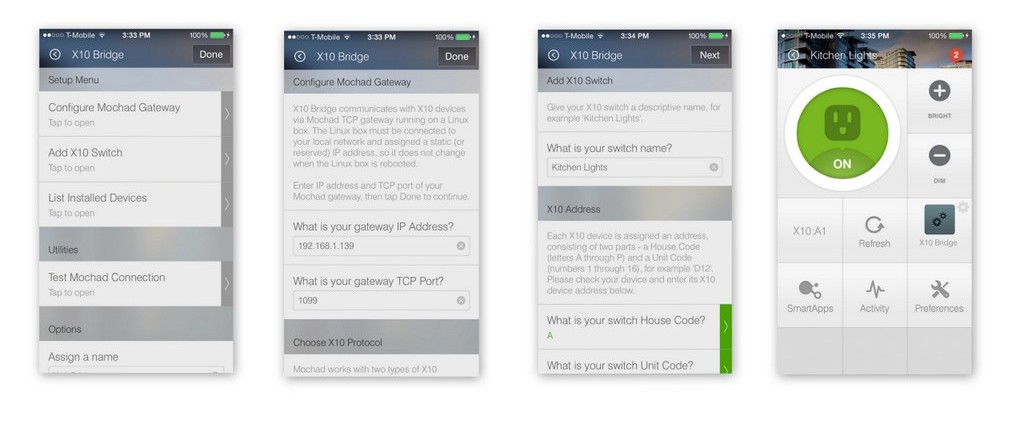 T-Mobile 3:33 PM 100%
X10 Bridge Done
Setup Menu
Configure Mochad Gateway
Tap to open
Add X10 Switch
Tap to open
List Installed Devices
Tap to open
Utilities
Test Mochad Connection
Tap to open
Options
Assign a name
T-Mobile 3:33 PM 100%
X10 Bridge Done
Configure Mochad Gateway
X10 Bridge communicates with X10 devices
via Mochad TCP gateway running on a Linux
box. The Linux box must be connected to
your local network and assigned a static (or
reserved) IP address, so it does not change
when the Linux box is rebooted.
Enter IP address and TCP port of your
Mochad gateway, then tap Done to continue.
What is your gateway IP Address?
192.168.1.139
What is your gateway TCP Port?
1099
Choose X10 Protocol
Mochad works with two types of X10
T-Mobile 3:34 PM 100%
X10 Bridge Next
Add X10 Switch
Give your X10 switch a descriptive name, for
example 'Kitchen Lights'.
What is your switch name?
Kitchen Lights
X10 Address
Each X10 device is assigned an address,
consisting of two parts - a House Code
(letters A through P) and a Unit Code
(numbers 1 through 16), for example 'D12'.
Please check your device and enter its X10
device address below.
What is your switch House Code?
A
What is your switch Unit Code?
T-Mobile 3:35 PM 100%
Kitchen Lights 2
BRIGHT
ON
DIM
X10:A1
Refresh
X10 Bridge
SmartApps
Activity
Preferences